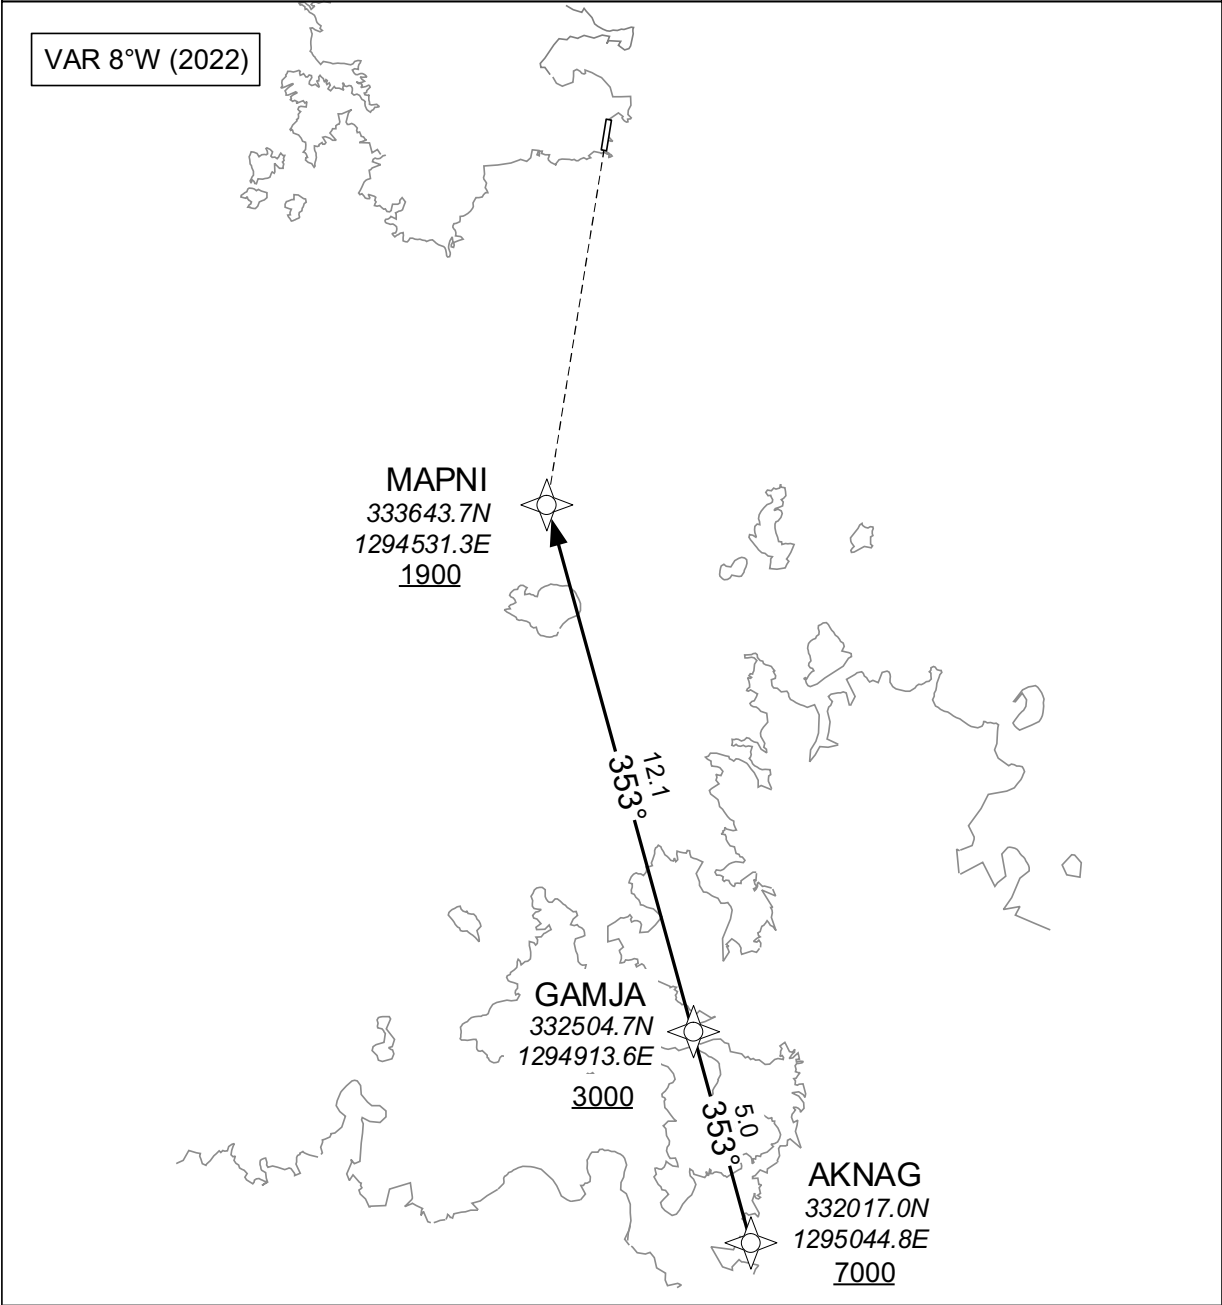 VAR 8°W (2022)
MAPNI
333643.7N
1294531.3E
1900
12.1
353°
GAMJA
332504.7N
1294913.6E
3000
5.0
353°
AKNAG
332017.0N
1295044.8E
7000